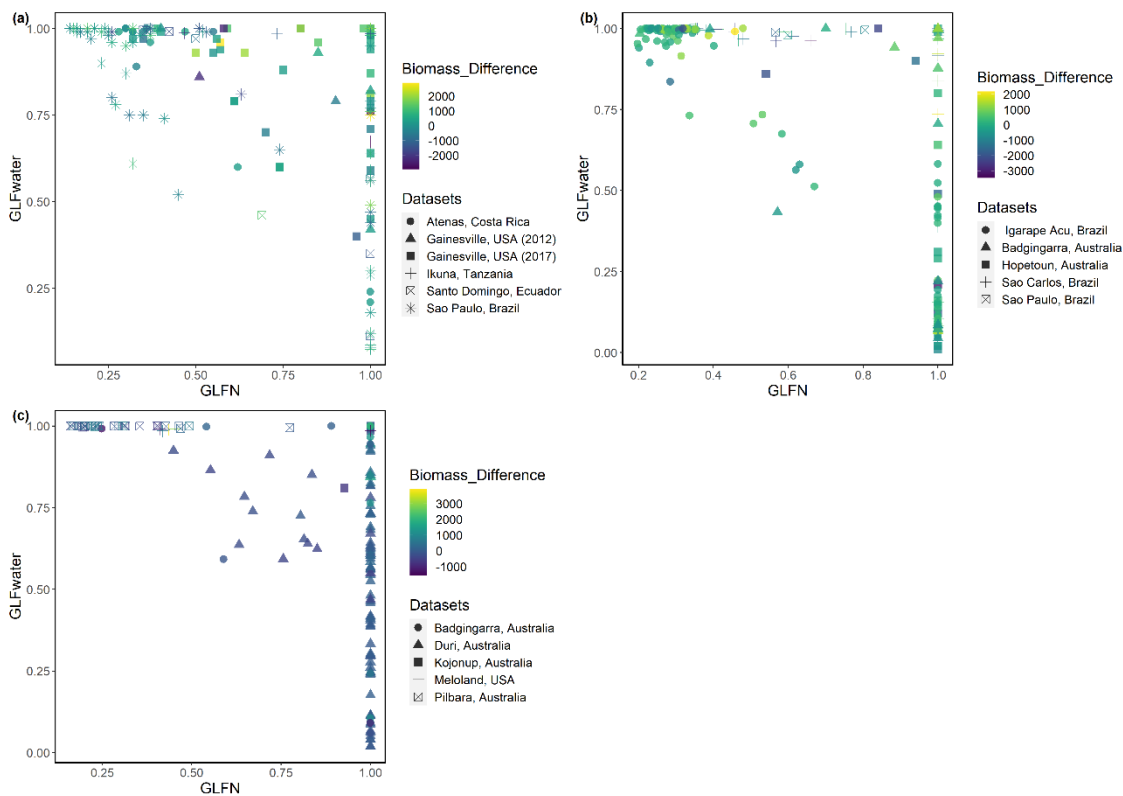 (a)
1.00
0.75
0.50
0.25
GLFwater
0.25
0.50
0.75
1.00
GLFN
Biomass_Difference
2000
1000
0
-1000
-2000
Datasets
Atenas, Costa Rica
Gainesville, USA (2012)
Gainesville, USA (2017)
Ikuna, Tanzania
Santo Domingo, Ecuador
Sao Paulo, Brazil
(b)
1.00
0.75
0.50
0.25
0.00
GLFwater
0.2
0.4
0.6
0.8
1.0
GLFN
Biomass_Difference
2000
1000
0
-1000
-2000
-3000
Datasets
Igarape Acu, Brazil
Badgingarra, Australia
Hopetoun, Australia
Sao Carlos, Brazil
Sao Paulo, Brazil
(c)
1.00
0.75
0.50
0.25
0.00
GLFwater
0.25
0.50
0.75
1.00
GLFN
Biomass_Difference
3000
2000
1000
0
-1000
Datasets
Badgingarra, Australia
Duri, Australia
Kojonup, Australia
Meloland, USA
Pilbara, Australia